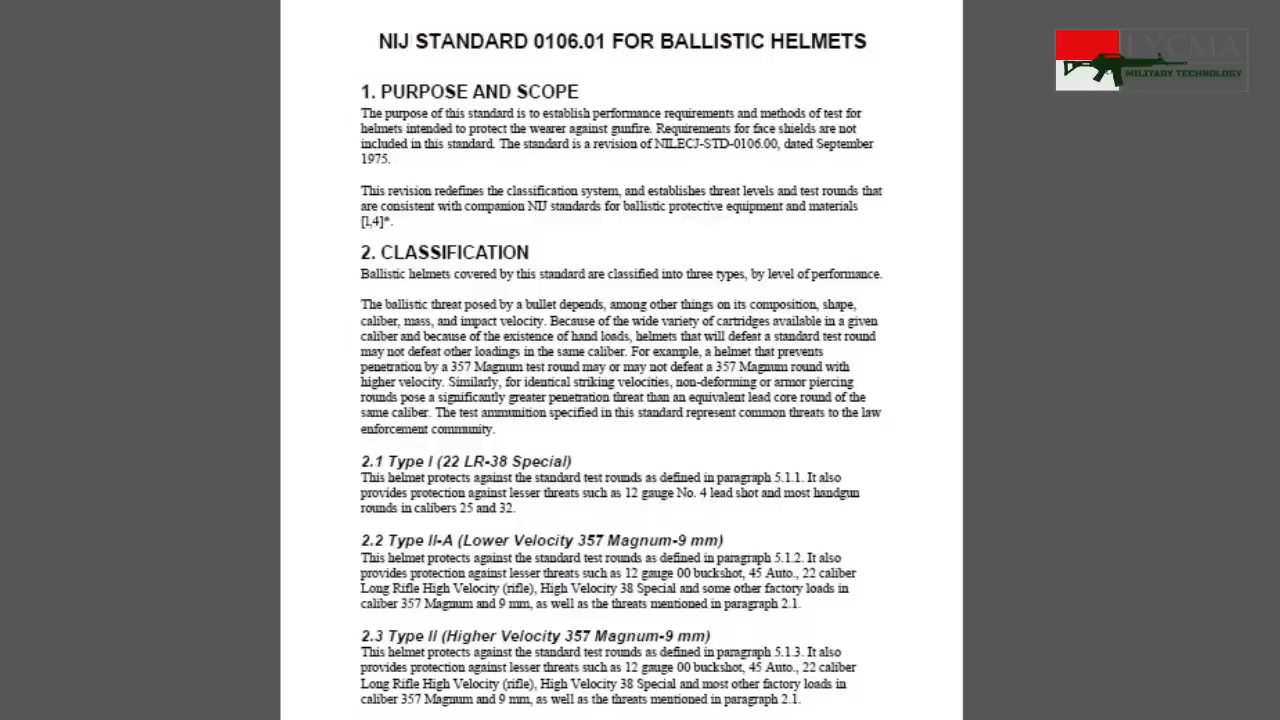 NIJ STANDARD 0106.01 FOR BALLISTIC HELMETS
LYCMA
MILITARY TECHNOLOGY
1. PURPOSE AND SCOPE
The purpose of this standard is to establish performance requirements and methods of test for
helmets intended to protect the wearer against gunfire. Requirements for face shields are not
included in this standard. The standard is a revision of NILECJ-STD-0106.00, dated September
1975.
This revision redefines the classification system, and establishes threat levels and test rounds that
are consistent with companion NIJ standards for ballistic protective equipment and materials
[1,4]*.
2. CLASSIFICATION
Ballistic helmets covered by this standard are classified into three types, by level of performance.
The ballistic threat posed by a bullet depends, among other things on its composition, shape,
caliber, mass, and impact velocity. Because of the wide variety of cartridges available in a given
caliber and because of the existence of hand loads, helmets that will defeat a standard test round
may not defeat other loadings in the same caliber. For example, a helmet that prevents
penetration by a 357 Magnum test round may or may not defeat a 357 Magnum round with
higher velocity. Similarly, for identical striking velocities, non-deforming or armor piercing
rounds pose a significantly greater penetration threat than an equivalent lead core round of the
same caliber. The test ammunition specified in this standard represent common threats to the law
enforcement community.
2.1 Type I (22 LR-38 Special)
This helmet protects against the standard test rounds as defined in paragraph 5.1.1. It also
provides protection against lesser threats such as 12 gauge No. 4 lead shot and most handgun
rounds in calibers 25 and 32.
2.2 Type II-A (Lower Velocity 357 Magnum-9 mm)
This helmet protects against the standard test rounds as defined in paragraph 5.1.2. It also
provides protection against lesser threats such as 12 gauge 00 buckshot, 45 Auto., 22 caliber
Long Rifle High Velocity (rifle), High Velocity 38 Special and some other factory loads in
caliber 357 Magnum and 9 mm, as well as the threats mentioned in paragraph 2.1.
2.3 Type II (Higher Velocity 357 Magnum-9 mm)
This helmet protects against the standard test rounds as defined in paragraph 5.1.3. It also
provides protection against lesser threats such as 12 gauge 00 buckshot, 45 Auto., 22 caliber
Long Rifle High Velocity (rifle), High Velocity 38 Special and most other factory loads in
caliber 357 Magnum and 9 mm, as well as the threats mentioned in paragraph 2.1.